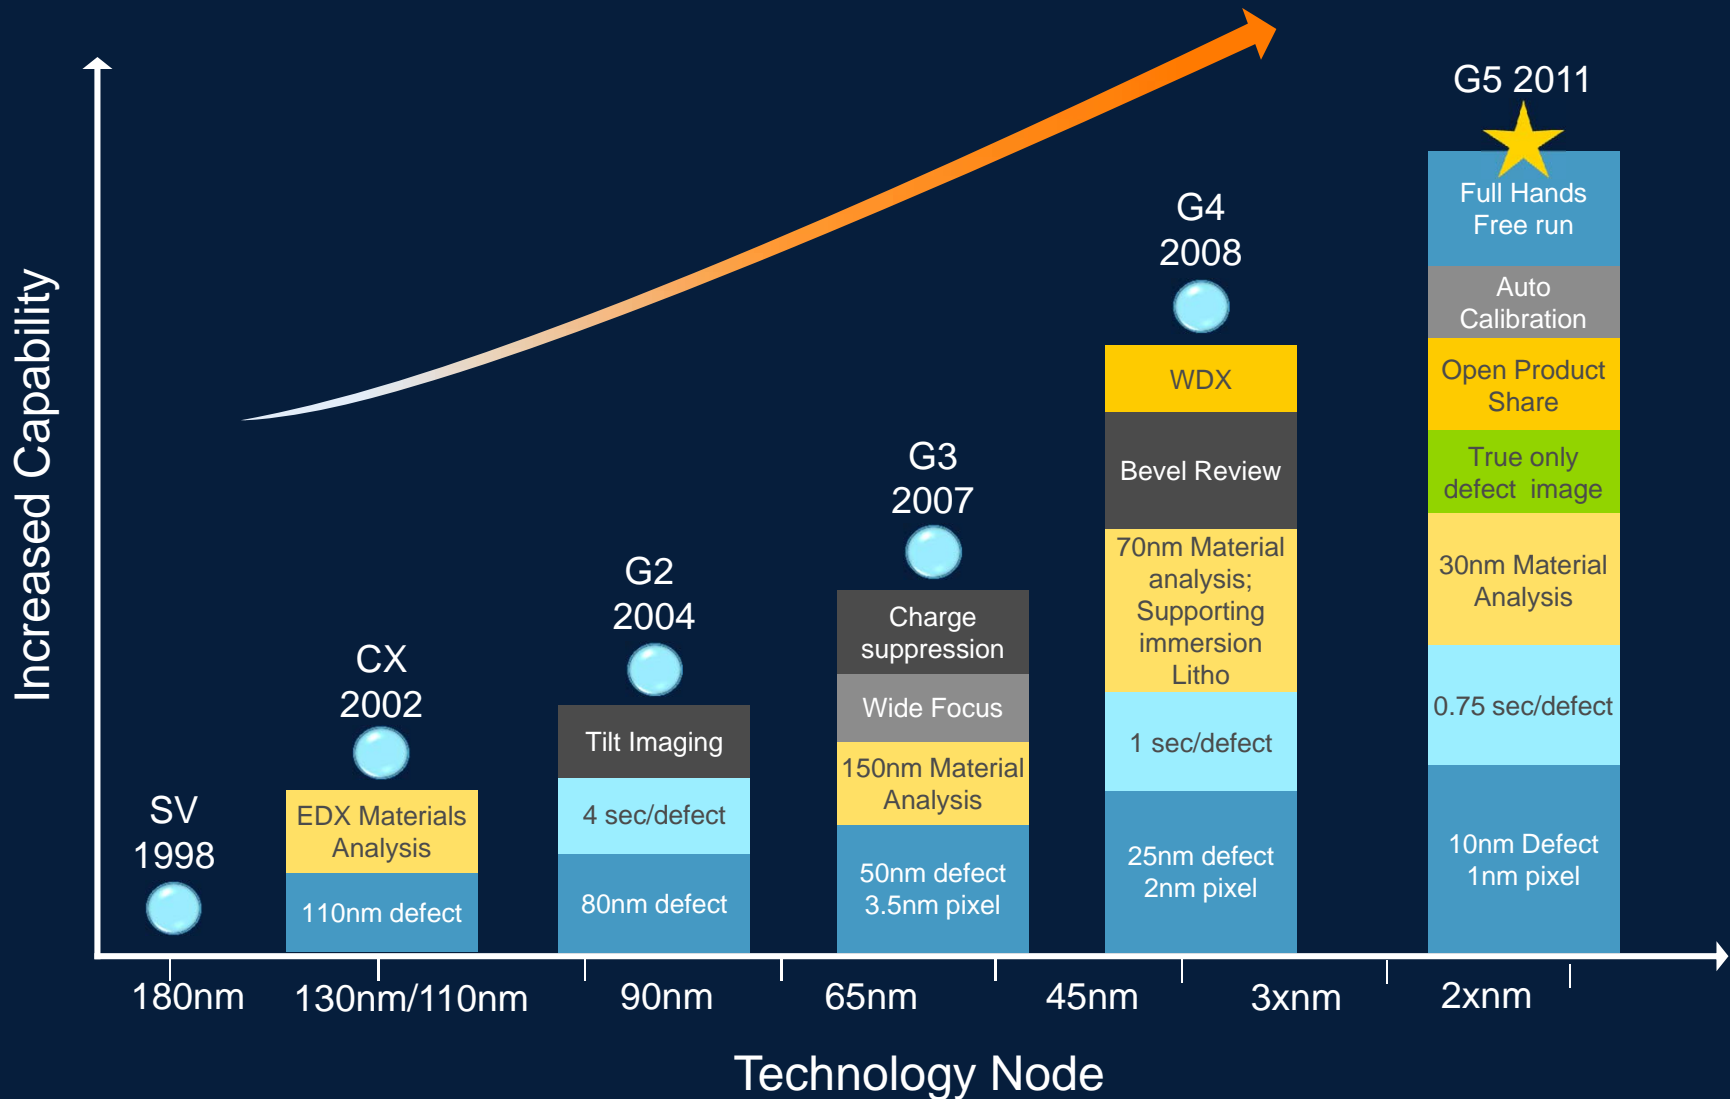 Increased Capability
SV
1998
CX
2002
EDX Materials
Analysis
110nm defect
G2
2004
Tilt Imaging
4 sec/defect
80nm defect
G3
2007
Charge
suppression
Wide Focus
150nm Material
Analysis
50nm defect
3.5nm pixel
G4
2008
WDX
Bevel Review
70nm Material
analysis;
Supporting
immersion
Litho
1 sec/defect
25nm defect
2nm pixel
G5 2011
Full Hands
Free run
Auto
Calibration
Open Product
Share
True only
defect image
30nm Material
Analysis
0.75 sec/defect
10nm Defect
1nm pixel
180nm
130nm/110nm
90nm
65nm
45nm
3xnm
2xnm
Technology Node